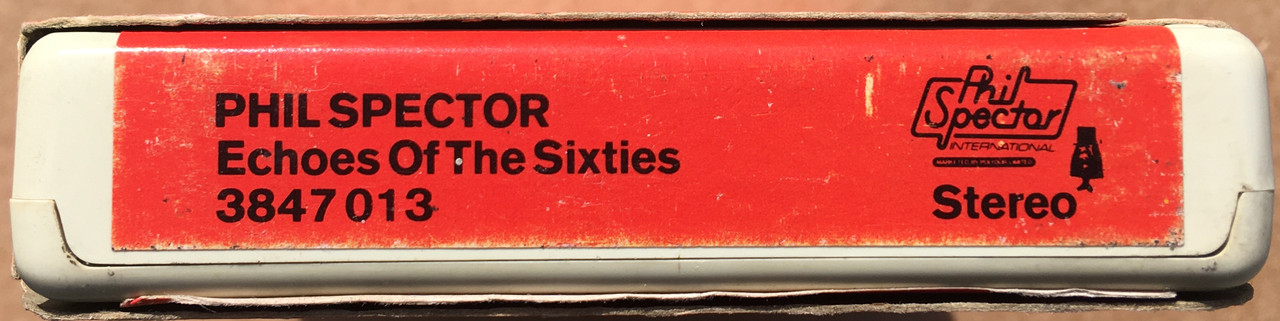 PHIL SPECTOR
Echoes Of The Sixties
3847 013
Phil
Spector
INTERNATIONAL
MARKETED BY POLYDOR LIMITED
Stereo